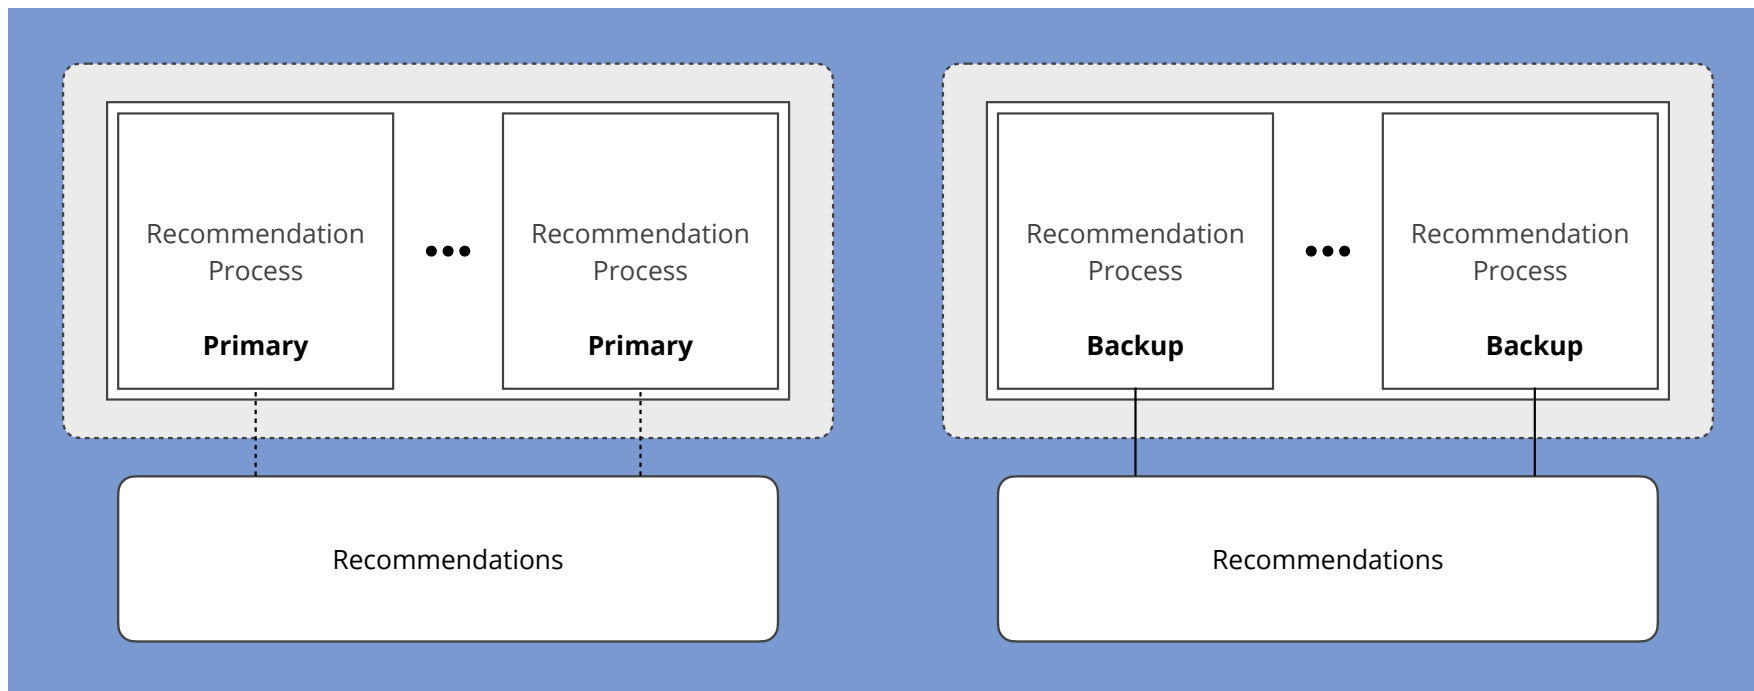 Recommendation
Process
Primary
Recommendation
Process
Primary
Recommendation
Process
Backup
Recommendation
Process
Backup
Recommendations
Recommendations